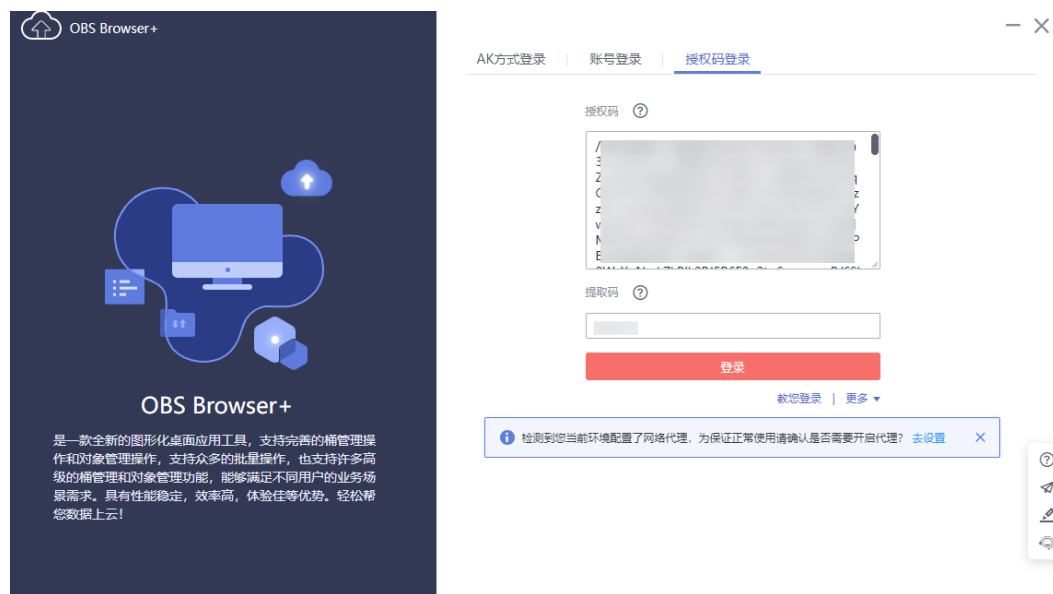 OBS Browser+
AK方式登录
账号登录
授权码登录
授权码
提取码
登录
教您登录 | 更多
检测到您当前环境配置了网络代理，为保证正常使用请确认是否需要开启代理？ 去设置
OBS Browser+
是一款全新的图形化桌面应用工具，支持完善的桶管理操
作和对象管理操作，支持众多的批量操作，也支持许多高
级的桶管理和对象管理功能，能够满足不同用户的业务场
景需求。具有性能稳定，效率高，体验佳等优势。轻松帮
您数据上云！